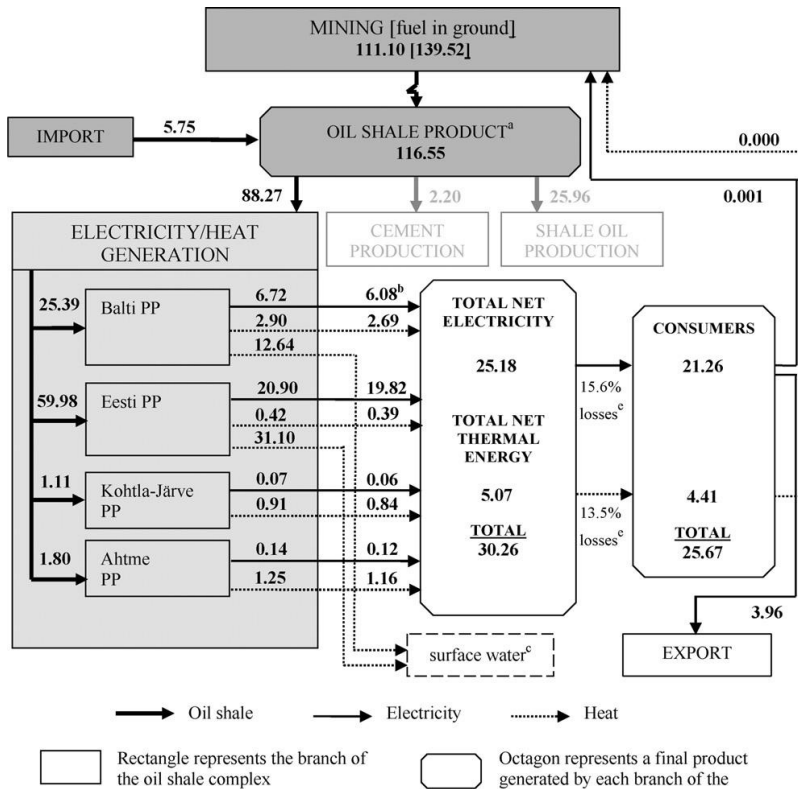 MINING [fuel in ground]
111.10 [139.52]
5.75
IMPORT
OIL SHALE PRODUCTa
116.55
0.000
88.27
2.20
25.96
0.001
ELECTRICITY/HEAT
GENERATION
CEMENT
PRODUCTION
SHALE OIL
PRODUCTION
25.39
Balti PP
6.72
6.08b
2.90
2.69
12.64
59.98
Eesti PP
20.90
19.82
0.42
0.39
31.10
1.11
Kohtla-Järve
PP
0.07
0.06
0.91
0.84
1.80
Ahtme
PP
0.14
0.12
1.25
1.16
TOTAL NET
ELECTRICITY
25.18
TOTAL NET
THERMAL
ENERGY
5.07
TOTAL
30.26
15.6%
lossese
13.5%
lossese
CONSUMERS
21.26
4.41
TOTAL
25.67
3.96
surface waterc
EXPORT
Oil shale
Electricity
Heat
Rectangle represents the branch of
the oil shale complex
Octagon represents a final product
generated by each branch of the